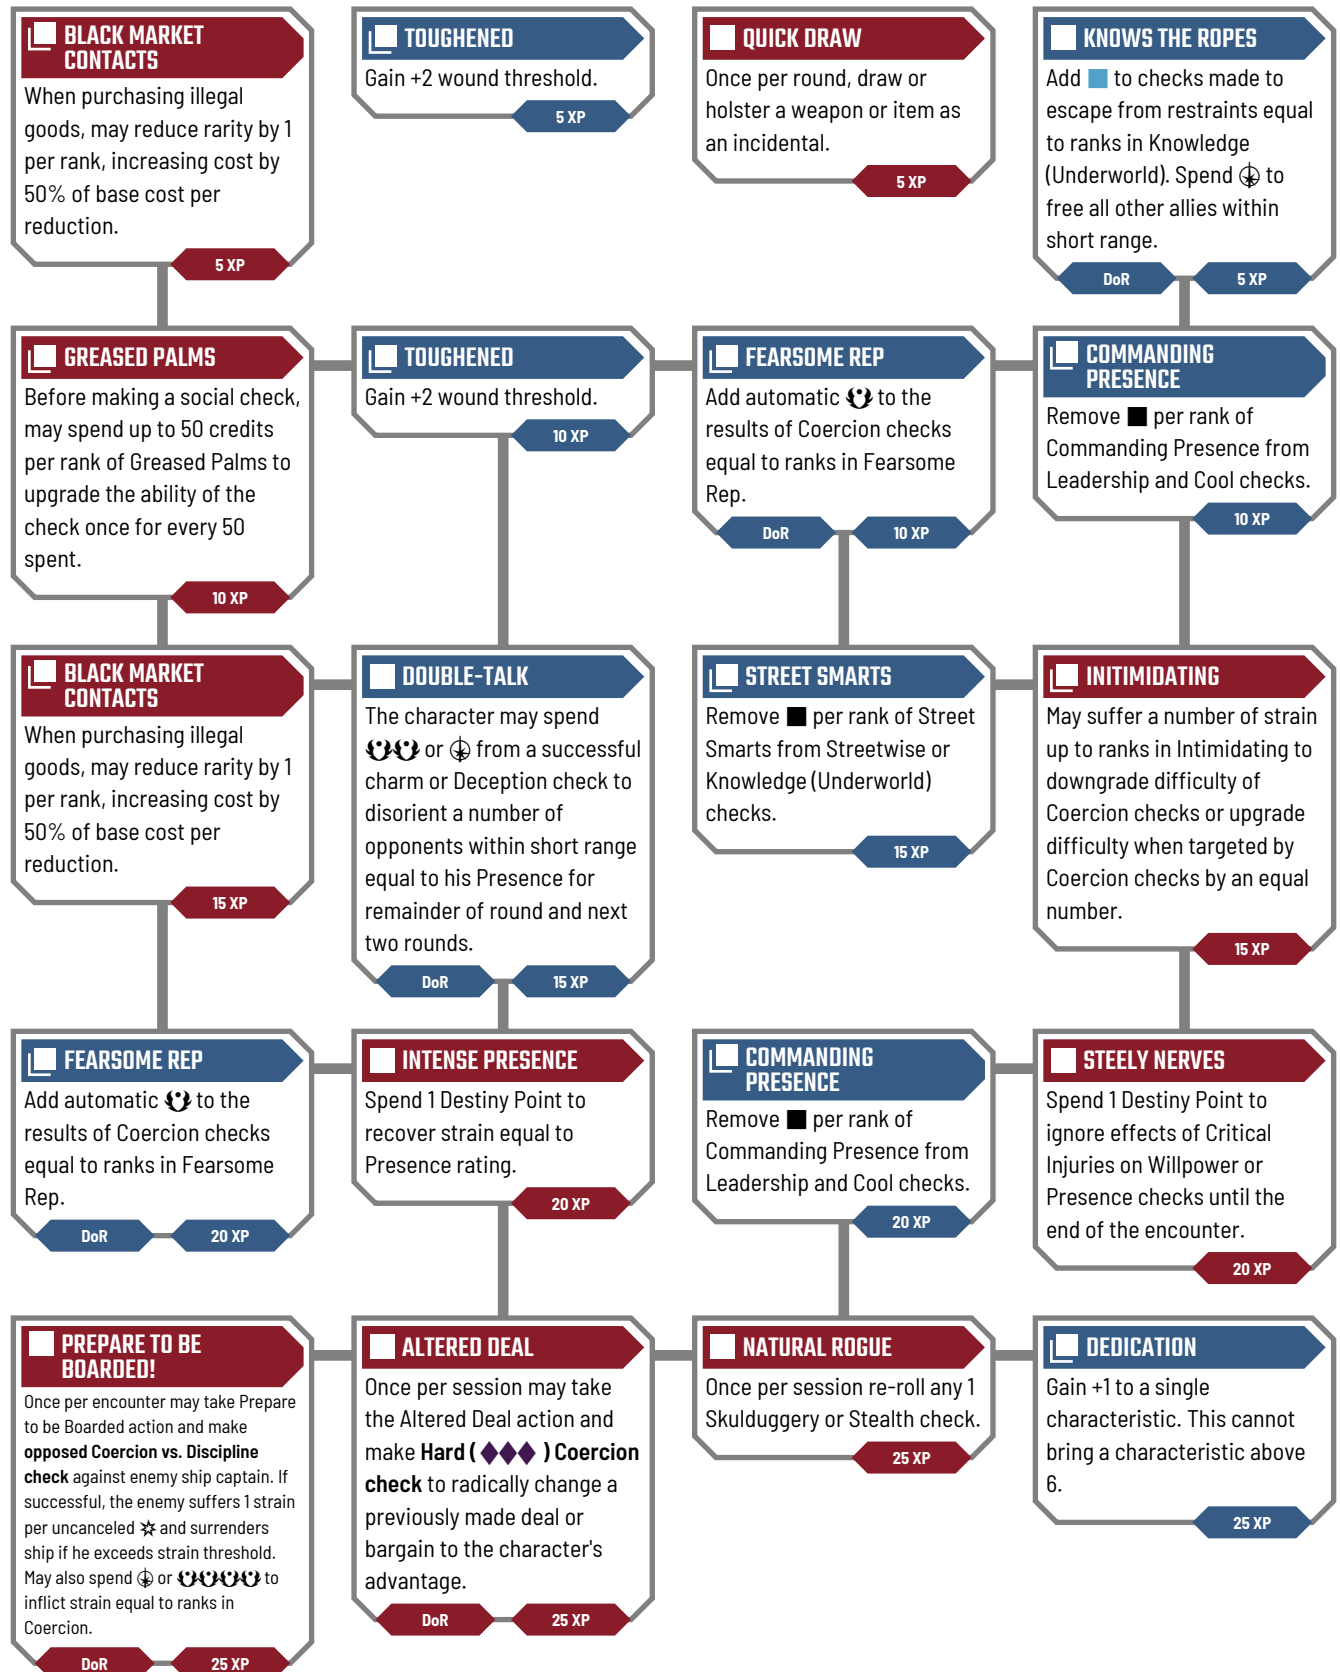 BLACK MARKET
CONTACTS
When purchasing illegal
goods, may reduce rarity by 1
per rank, increasing cost by
50% of base cost per
reduction.
5 XP
TOUGHENED
Gain +2 wound threshold.
5 XP
QUICK DRAW
Once per round, draw or
holster a weapon or item as
an incidental.
5 XP
KNOWS THE ROPES
Add to checks made to
escape from restraints equal
to ranks in Knowledge
(Underworld). Spend to
free all other allies within
short range.
DoR
5 XP
GREASED PALMS
Before making a social check,
may spend up to 50 credits
per rank of Greased Palms to
upgrade the ability of the
check once for every 50
spent.
10 XP
TOUGHENED
Gain +2 wound threshold.
10 XP
FEARSOME REP
Add automatic to the
results of Coercion checks
equal to ranks in Fearsome
Rep.
DoR
10 XP
COMMANDING
PRESENCE
Remove per rank of
Commanding Presence from
Leadership and Cool checks.
10 XP
BLACK MARKET
CONTACTS
When purchasing illegal
goods, may reduce rarity by 1
per rank, increasing cost by
50% of base cost per
reduction.
15 XP
DOUBLE-TALK
The character may spend
or from a successful
charm or Deception check to
disorient a number of
opponents within short range
equal to his Presence for
remainder of round and next
two rounds.
DoR
15 XP
STREET SMARTS
Remove per rank of Street
Smarts from Streetwise or
Knowledge (Underworld)
checks.
15 XP
INITIMIDATING
May suffer a number of strain
up to ranks in Intimidating to
downgrade difficulty of
Coercion checks or upgrade
difficulty when targeted by
Coercion checks by an equal
number.
15 XP
FEARSOME REP
Add automatic to the
results of Coercion checks
equal to ranks in Fearsome
Rep.
DoR
20 XP
INTENSE PRESENCE
Spend 1 Destiny Point to
recover strain equal to
Presence rating.
20 XP
COMMANDING
PRESENCE
Remove per rank of
Commanding Presence from
Leadership and Cool checks.
20 XP
STEELY NERVES
Spend 1 Destiny Point to
ignore effects of Critical
Injuries on Willpower or
Presence checks until the
end of the encounter.
20 XP
PREPARE TO BE
BOARDED!
Once per encounter may take Prepare
to be Boarded action and make
opposed Coercion vs. Discipline
check against enemy ship captain. If
successful, the enemy suffers 1 strain
per uncanceled and surrenders
ship if he exceeds strain threshold.
May also spend or to
inflict strain equal to ranks in
Coercion.
DoR
25 XP
ALTERED DEAL
Once per session may take
the Altered Deal action and
make Hard ( ) Coercion
check to radically change a
previously made deal or
bargain to the character's
advantage.
DoR
25 XP
NATURAL ROGUE
Once per session re-roll any 1
Skulduggery or Stealth check.
25 XP
DEDICATION
Gain +1 to a single
characteristic. This cannot
bring a characteristic above
6.
25 XP